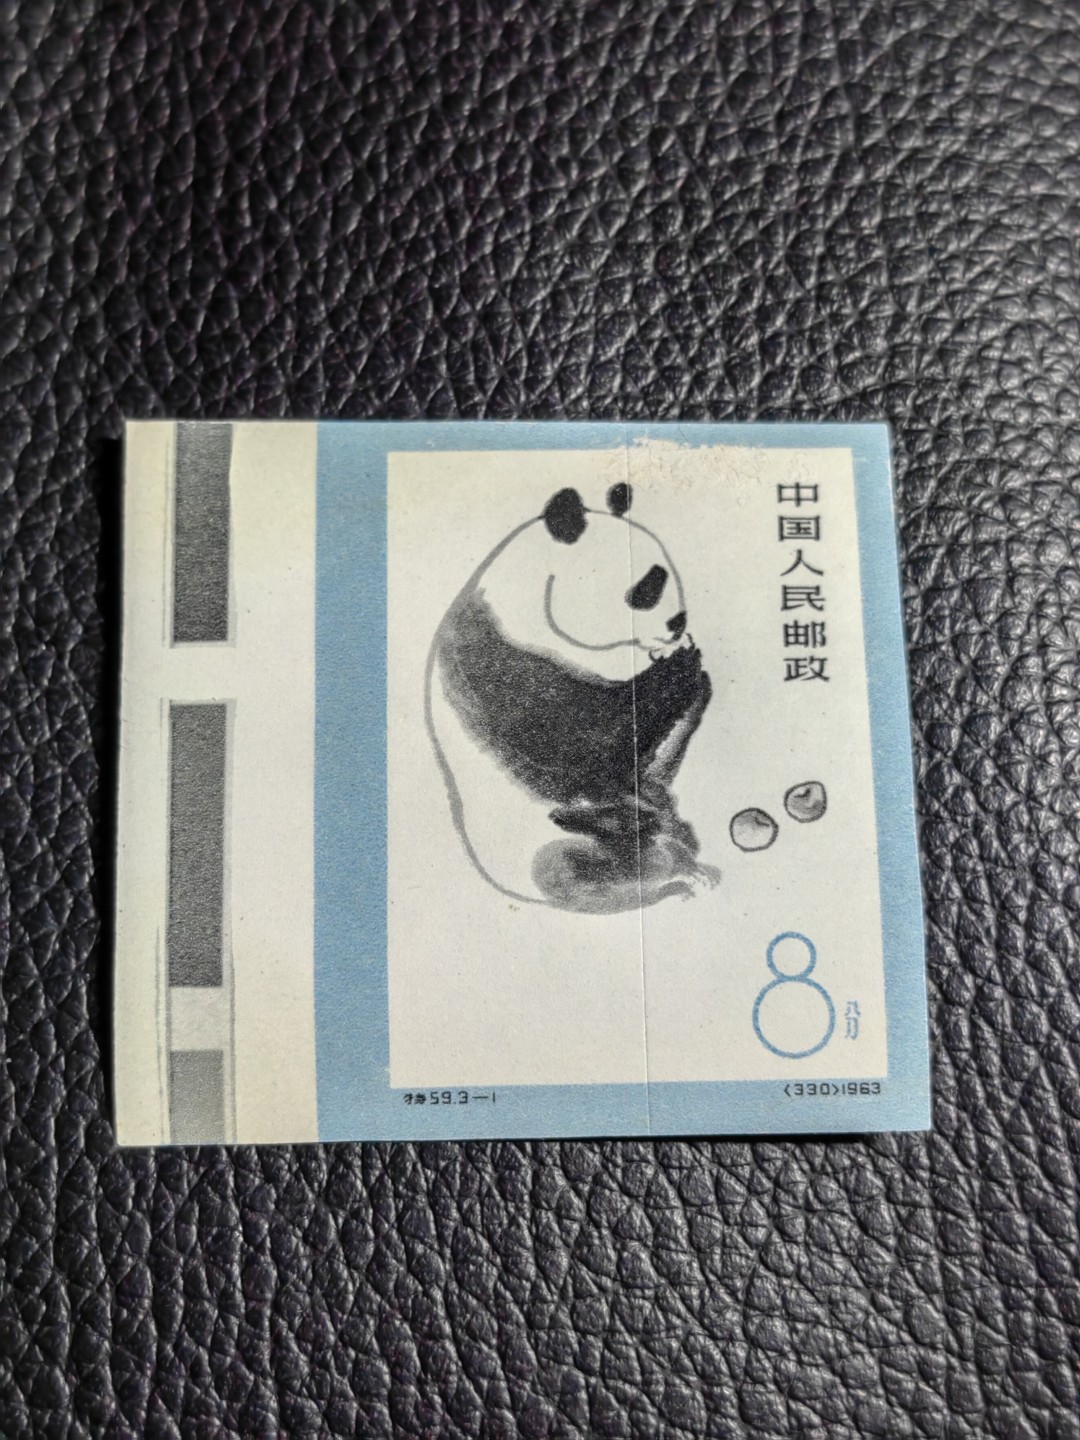 中国人民邮政
8
八分
特59.3—1
(330)1963